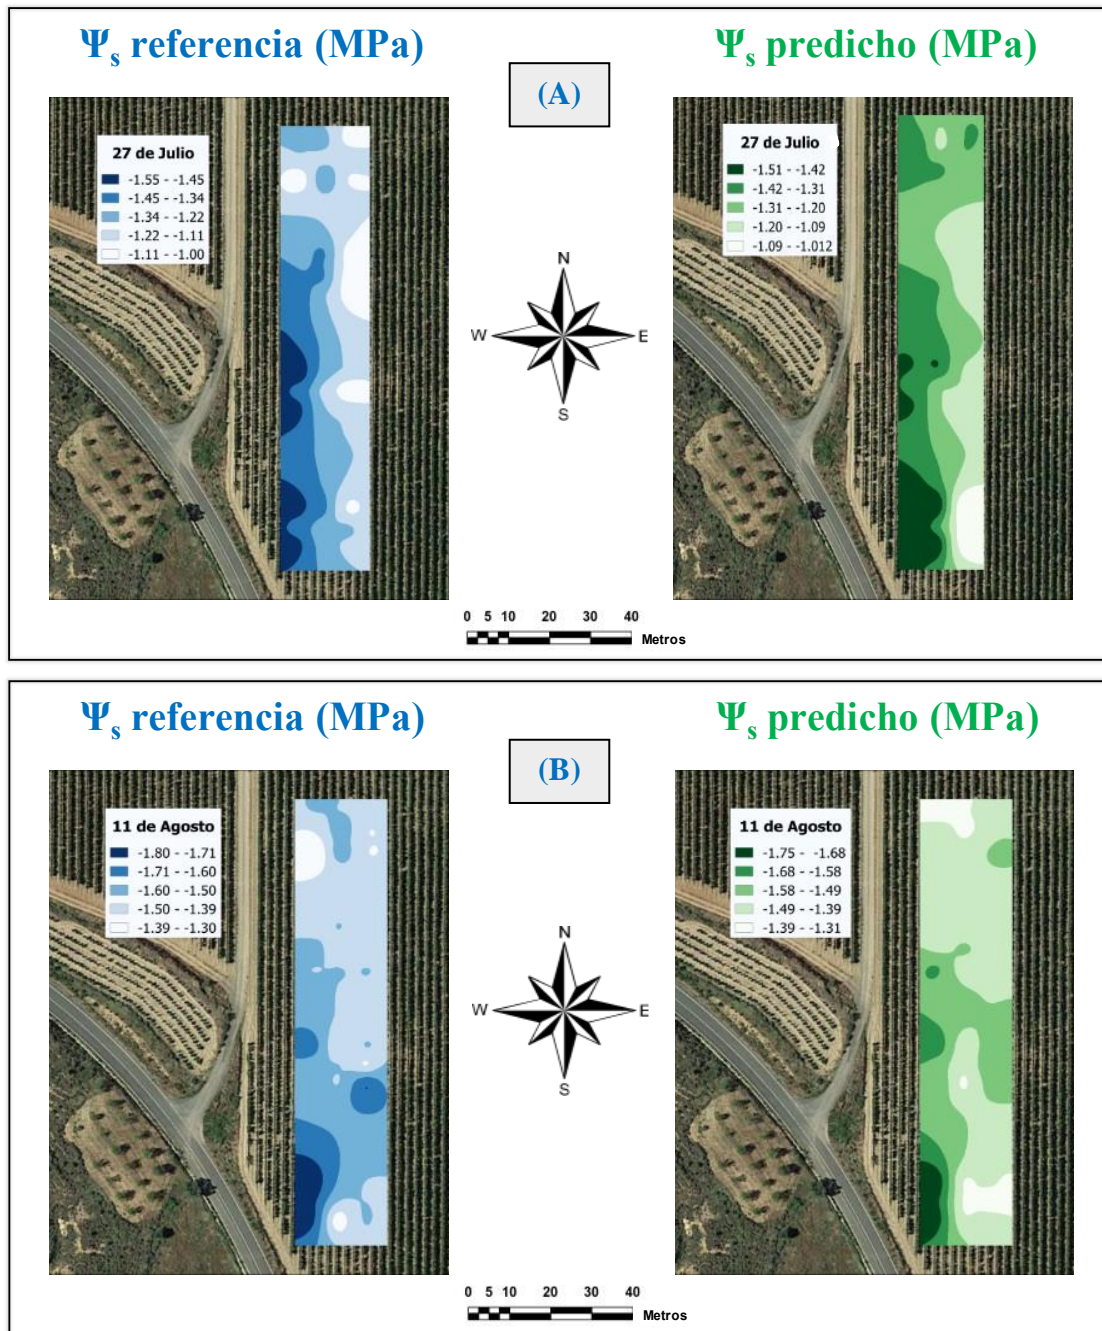 Ψs referencia (MPa)
Ψs predicho (MPa)
(A)
27 de Julio
-1.55 - -1.45
-1.45 - -1.34
-1.34 - -1.22
-1.22 - -1.11
-1.11 - -1.00
27 de Julio
-1.51 - -1.42
-1.42 - -1.31
-1.31 - -1.20
-1.20 - -1.09
-1.09 - -1.012
N
W E
S
0 5 10 20 30 40
Metros
Ψs referencia (MPa)
Ψs predicho (MPa)
(B)
11 de Agosto
-1.80 - -1.71
-1.71 - -1.60
-1.60 - -1.50
-1.50 - -1.39
-1.39 - -1.30
11 de Agosto
-1.75 - -1.68
-1.68 - -1.58
-1.58 - -1.49
-1.49 - -1.39
-1.39 - -1.31
N
W E
S
0 5 10 20 30 40
Metros